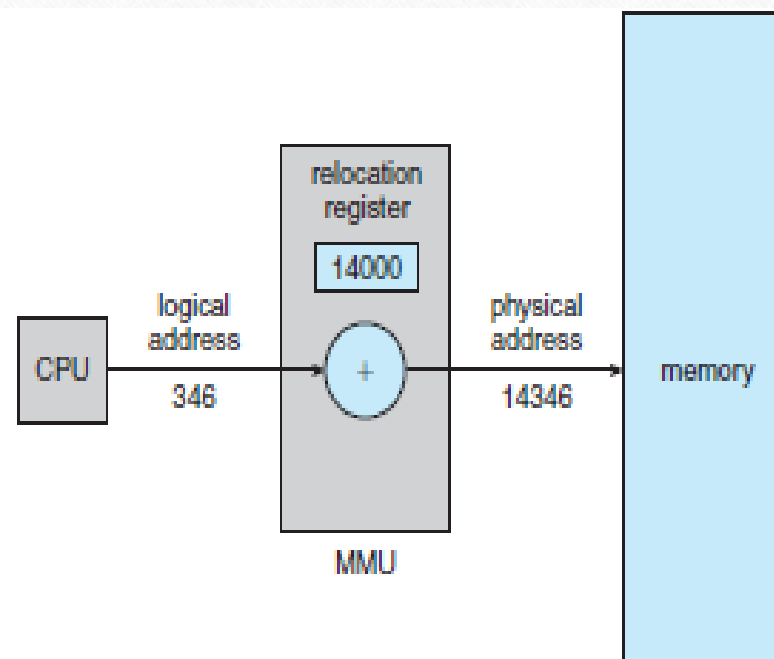 relocation
register
14000
logical
address
346
CPU
+
physical
address
14346
memory
MMU